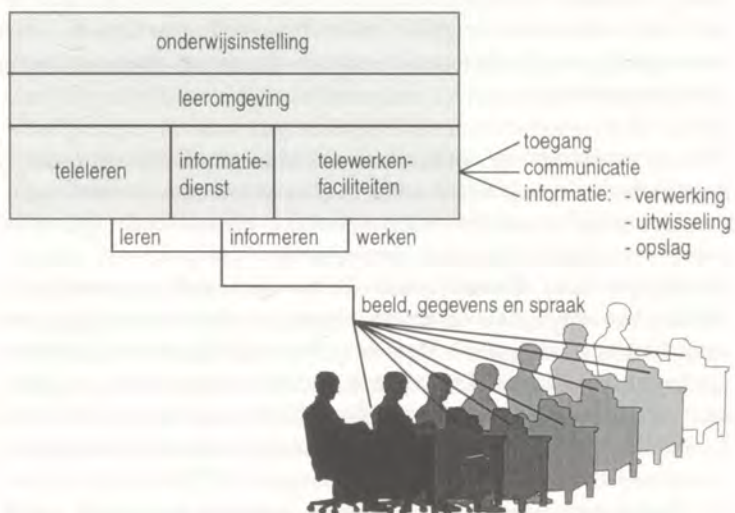 onderwijsinstelling
leeromgeving
teleleren
informatie-
dienst
telewerken-
faciliteiten
toegang
communicatie
informatie: - verwerking
- uitwisseling
- opslag
leren
informeren
werken
beeld, gegevens en spraak